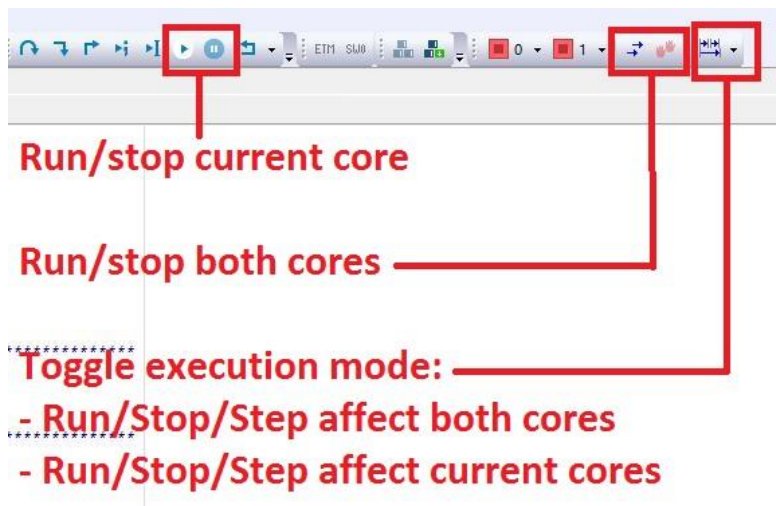 ETM SWO 0 1
Run/stop current core
Run/stop both cores
*************
Toggle execution mode:
- Run/Stop/Step affect both cores
*************
- Run/Stop/Step affect current cores